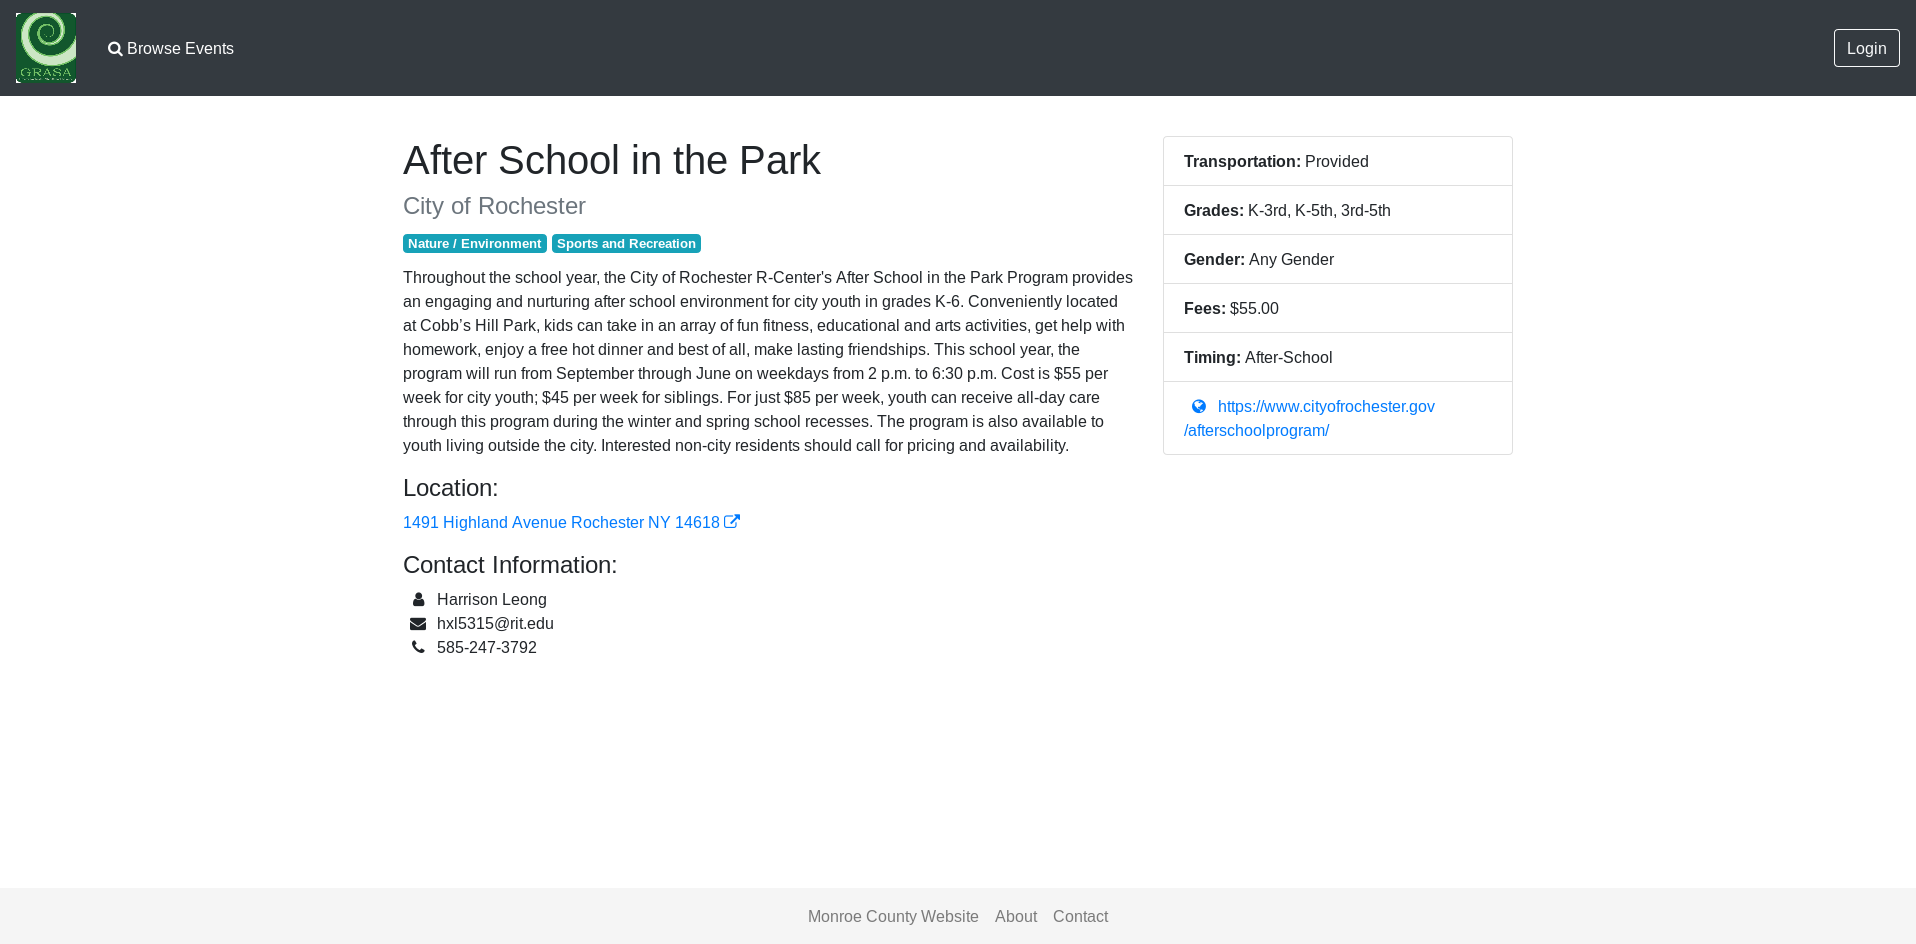 GRASA
Browse Events
Login
After School in the Park
City of Rochester
Nature / Environment Sports and Recreation
Throughout the school year, the City of Rochester R-Center's After School in the Park Program provides
an engaging and nurturing after school environment for city youth in grades K-6. Conveniently located
at Cobb’s Hill Park, kids can take in an array of fun fitness, educational and arts activities, get help with
homework, enjoy a free hot dinner and best of all, make lasting friendships. This school year, the
program will run from September through June on weekdays from 2 p.m. to 6:30 p.m. Cost is $55 per
week for city youth; $45 per week for siblings. For just $85 per week, youth can receive all-day care
through this program during the winter and spring school recesses. The program is also available to
youth living outside the city. Interested non-city residents should call for pricing and availability.
Location:
1491 Highland Avenue Rochester NY 14618
Contact Information:
Harrison Leong
hxl5315@rit.edu
585-247-3792
Transportation: Provided
Grades: K-3rd, K-5th, 3rd-5th
Gender: Any Gender
Fees: $55.00
Timing: After-School
https://www.cityofrochester.gov
/afterschoolprogram/
Monroe County Website About Contact